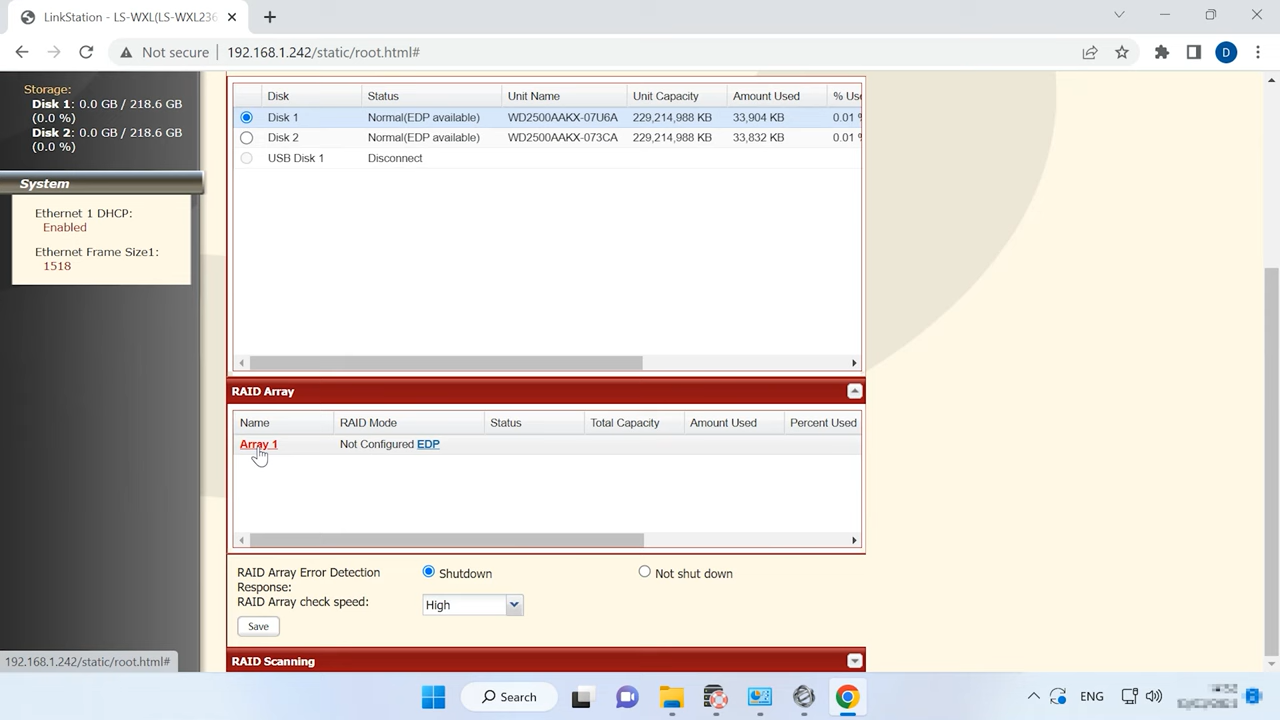 LinkStation - LS-WXL(LS-WXL236
Not secure
192.168.1.242/static/root.html#
D
Storage:
Disk 1: 0.0 GB / 218.6 GB
(0.0 %)
Disk 2: 0.0 GB / 218.6 GB
(0.0 %)
System
Ethernet 1 DHCP:
Enabled
Ethernet Frame Size1:
1518
Disk Status Unit Name Unit Capacity Amount Used % Use
Disk 1 Normal(EDP available) WD2500AAKX-07U6A 229,214,988 KB 33,904 KB 0.01 %
Disk 2 Normal(EDP available) WD2500AAKX-073CA 229,214,988 KB 33,832 KB 0.01 %
USB Disk 1 Disconnect
RAID Array
Name RAID Mode Status Total Capacity Amount Used Percent Used
Array 1 Not Configured EDP
RAID Array Error Detection
Response:
Shutdown Not shut down
RAID Array check speed: High
Save
RAID Scanning
192.168.1.242/static/root.html#
Search
ENG